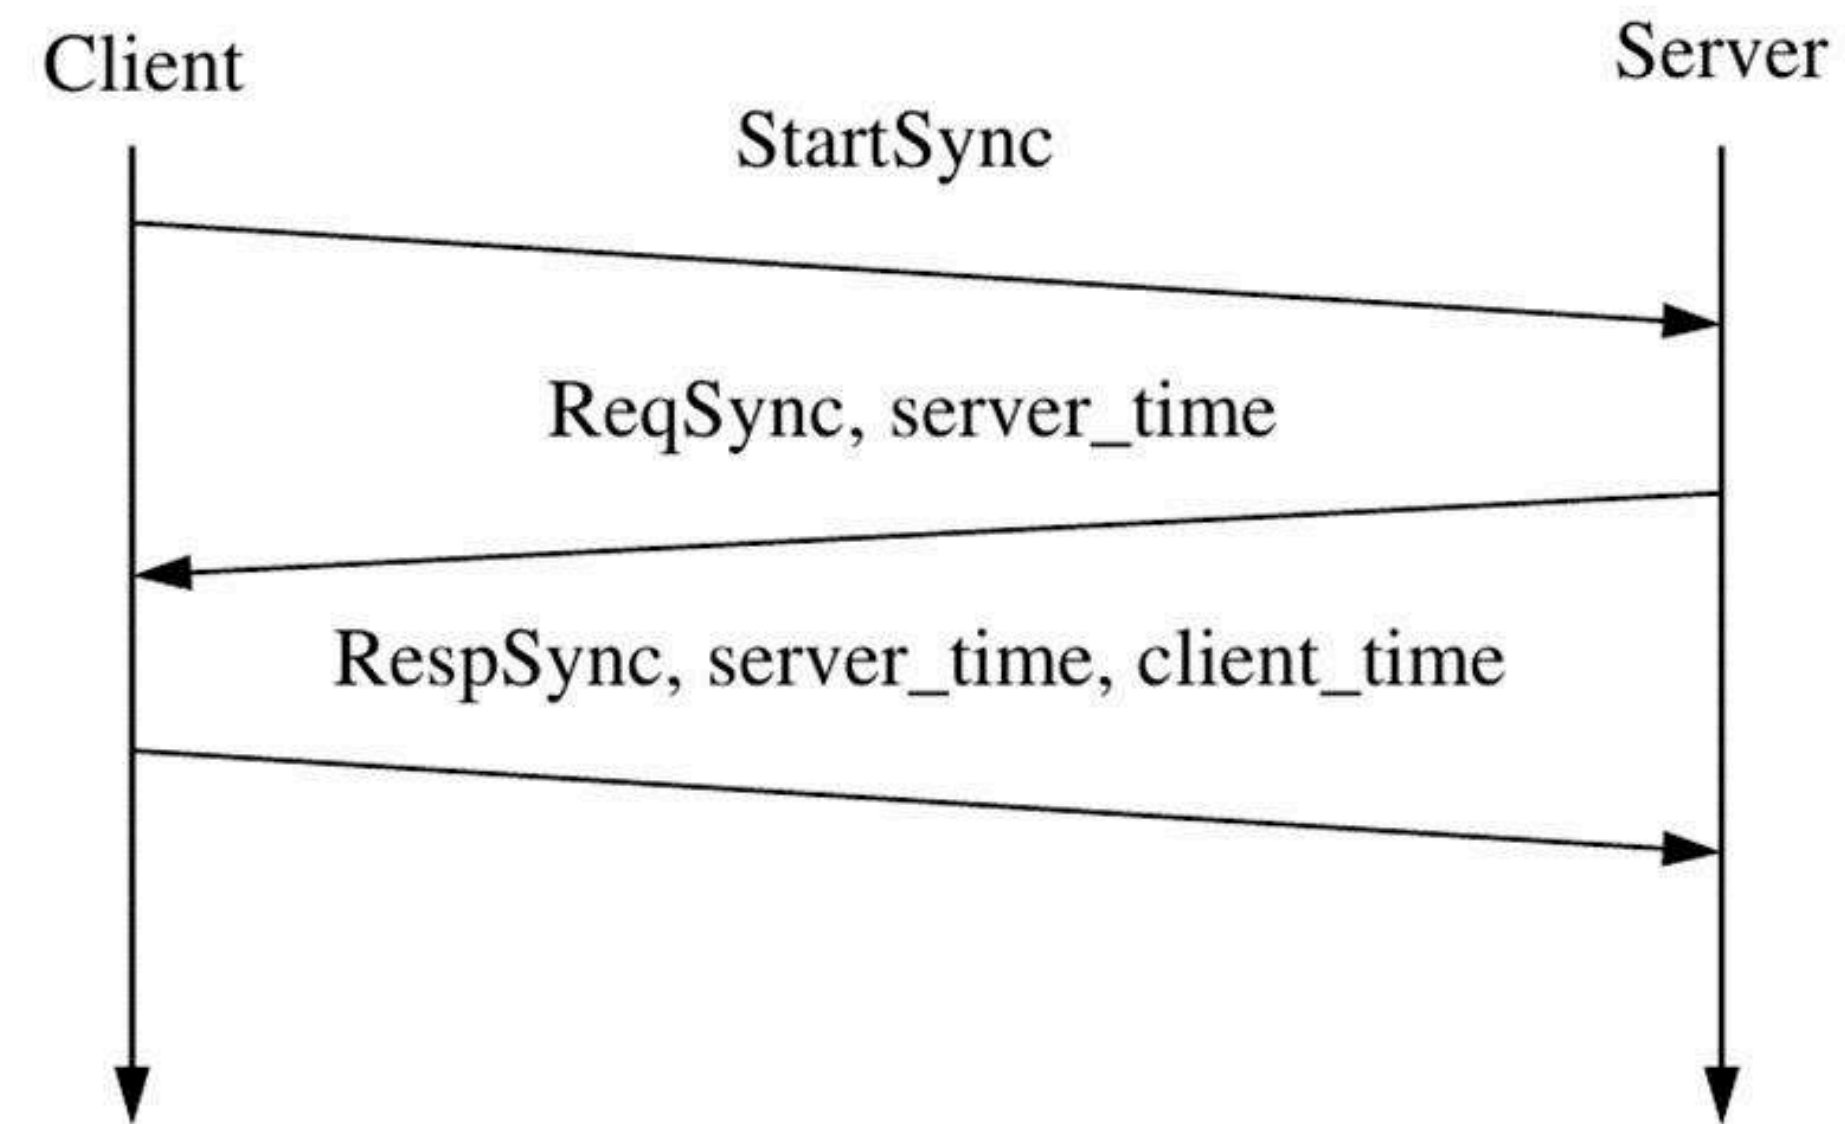 Client
Server
StartSync
ReqSync, server_time
RespSync, server_time, client_time